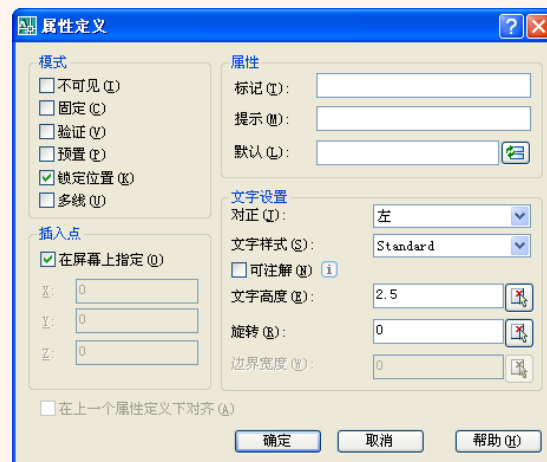 属性定义
模式
不可见(I)
固定(C)
验证(V)
预置(P)
锁定位置(K)
多线(U)
插入点
在屏幕上指定(O)
X: 0
Y: 0
Z: 0
在上一个属性定义下对齐(A)
属性
标记(T):
提示(M):
默认(L):
文字设置
对正(J): 左
文字样式(S): Standard
可注解(N)
文字高度(E): 2.5
旋转(R): 0
边界宽度(W): 0
确定 取消 帮助(H)